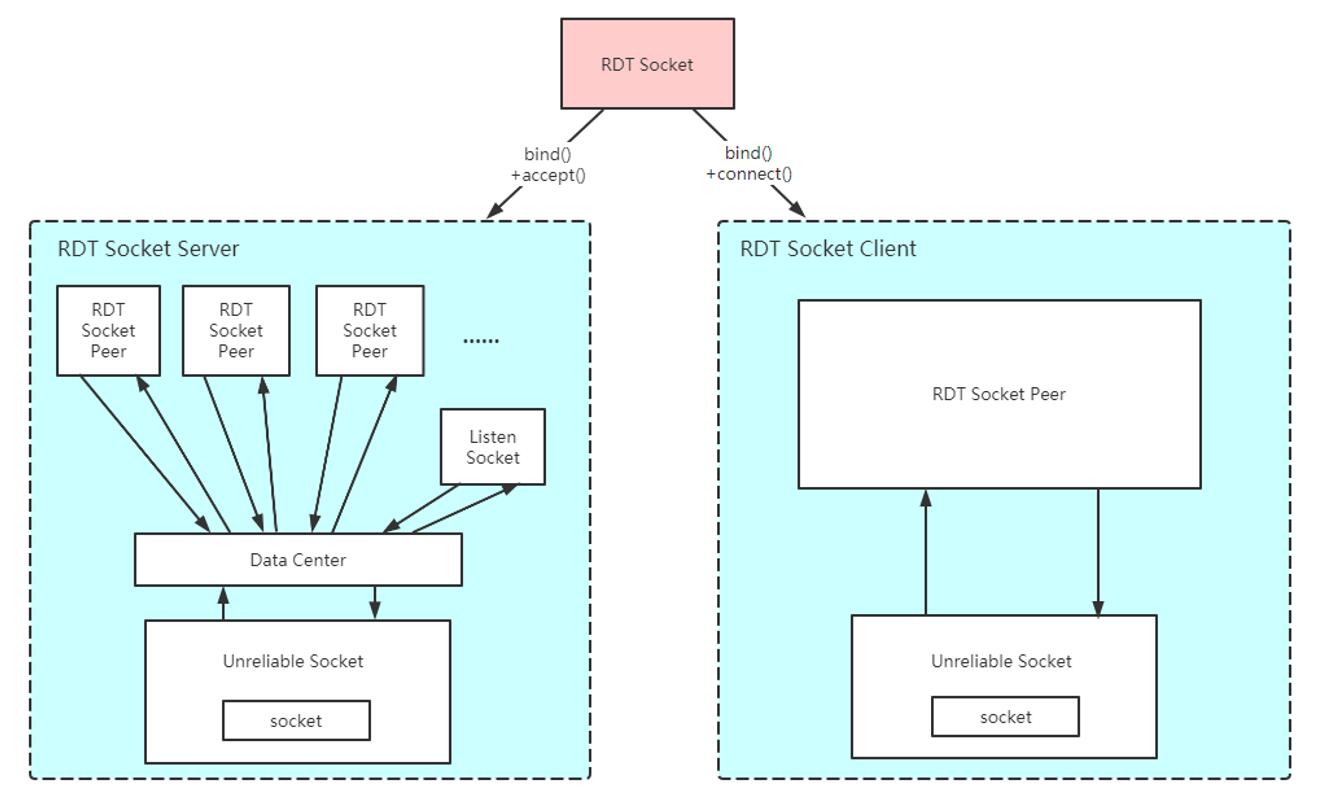 RDT Socket
bind()
+accept()
bind()
+connect()
RDT Socket Server
RDT
Socket
Peer
RDT
Socket
Peer
RDT
Socket
Peer
......
Listen
Socket
Data Center
Unreliable Socket
socket
RDT Socket Client
RDT Socket Peer
Unreliable Socket
socket